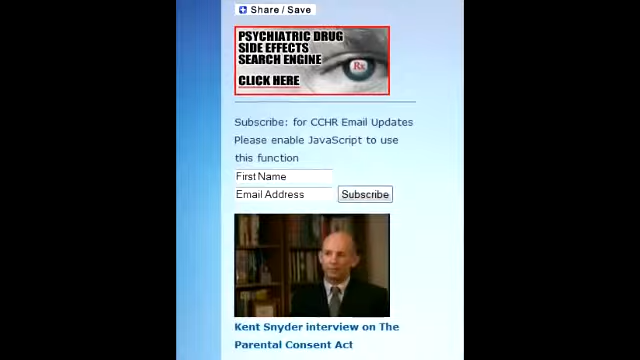 Share / Save
PSYCHIATRIC DRUG
SIDE EFFECTS
SEARCH ENGINE
Rx
CLICK HERE
Subscribe: for CCHR Email Updates
Please enable JavaScript to use
this function
First Name
Email Address
Subscribe
Kent Snyder interview on The
Parental Consent Act